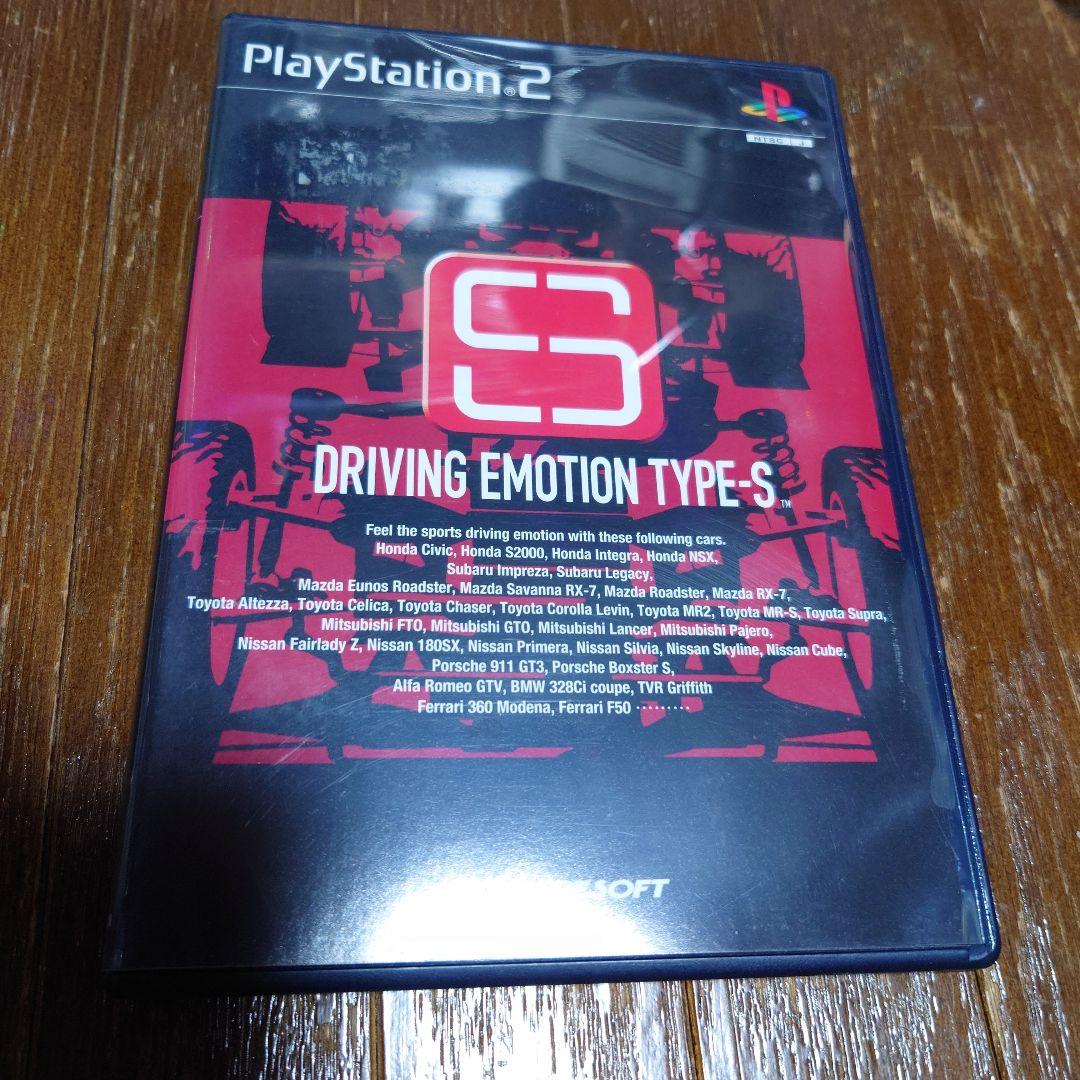 PlayStation®2
NTSC J
S
DRIVING EMOTION TYPE-S™
Feel the sports driving emotion with these following cars.
Honda Civic, Honda S2000, Honda Integra, Honda NSX,
Subaru Impreza, Subaru Legacy,
Mazda Eunos Roadster, Mazda Savanna RX-7, Mazda Roadster, Mazda RX-7,
Toyota Altezza, Toyota Celica, Toyota Chaser, Toyota Corolla Levin, Toyota MR2, Toyota MR-S, Toyota Supra,
Mitsubishi FTO, Mitsubishi GTO, Mitsubishi Lancer, Mitsubishi Pajero,
Nissan Fairlady Z, Nissan 180SX, Nissan Primera, Nissan Silvia, Nissan Skyline, Nissan Cube,
Porsche 911 GT3, Porsche Boxster S,
Alfa Romeo GTV, BMW 328Ci coupe, TVR Griffith
Ferrari 360 Modena, Ferrari F50 ·········